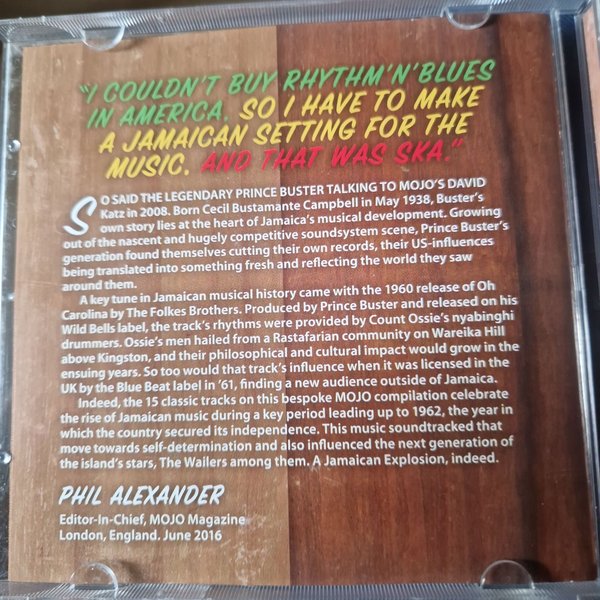 "I COULDN'T BUY RHYTHM'N'BLUES
IN AMERICA. SO I HAVE TO MAKE
A JAMAICAN SETTING FOR THE
MUSIC. AND THAT WAS SKA."
SO SAID THE LEGENDARY PRINCE BUSTER TALKING TO MOJO'S DAVID
Katz in 2008. Born Cecil Bustamante Campbell in May 1938, Buster's
own story lies at the heart of Jamaica's musical development. Growing
out of the nascent and hugely competitive soundsystem scene, Prince Buster's
generation found themselves cutting their own records, their US-influences
being translated into something fresh and reflecting the world they saw
around them.
A key tune in Jamaican musical history came with the 1960 release of Oh
Carolina by The Folkes Brothers. Produced by Prince Buster and released on his
Wild Bells label, the track's rhythms were provided by Count Ossie's nyabinghi
drummers. Ossie's men hailed from a Rastafarian community on Wareika Hill
above Kingston, and their philosophical and cultural impact would grow in the
ensuing years. So too would that track's influence when it was licensed in the
UK by the Blue Beat label in '61, finding a new audience outside of Jamaica.
Indeed, the 15 classic tracks on this bespoke MOJO compilation celebrate
the rise of Jamaican music during a key period leading up to 1962, the year in
which the country secured its independence. This music soundtracked that
move towards self-determination and also influenced the next generation of
the island's stars, The Wailers among them. A Jamaican Explosion, indeed.
PHIL ALEXANDER
Editor-In-Chief, MOJO Magazine
London, England. June 2016